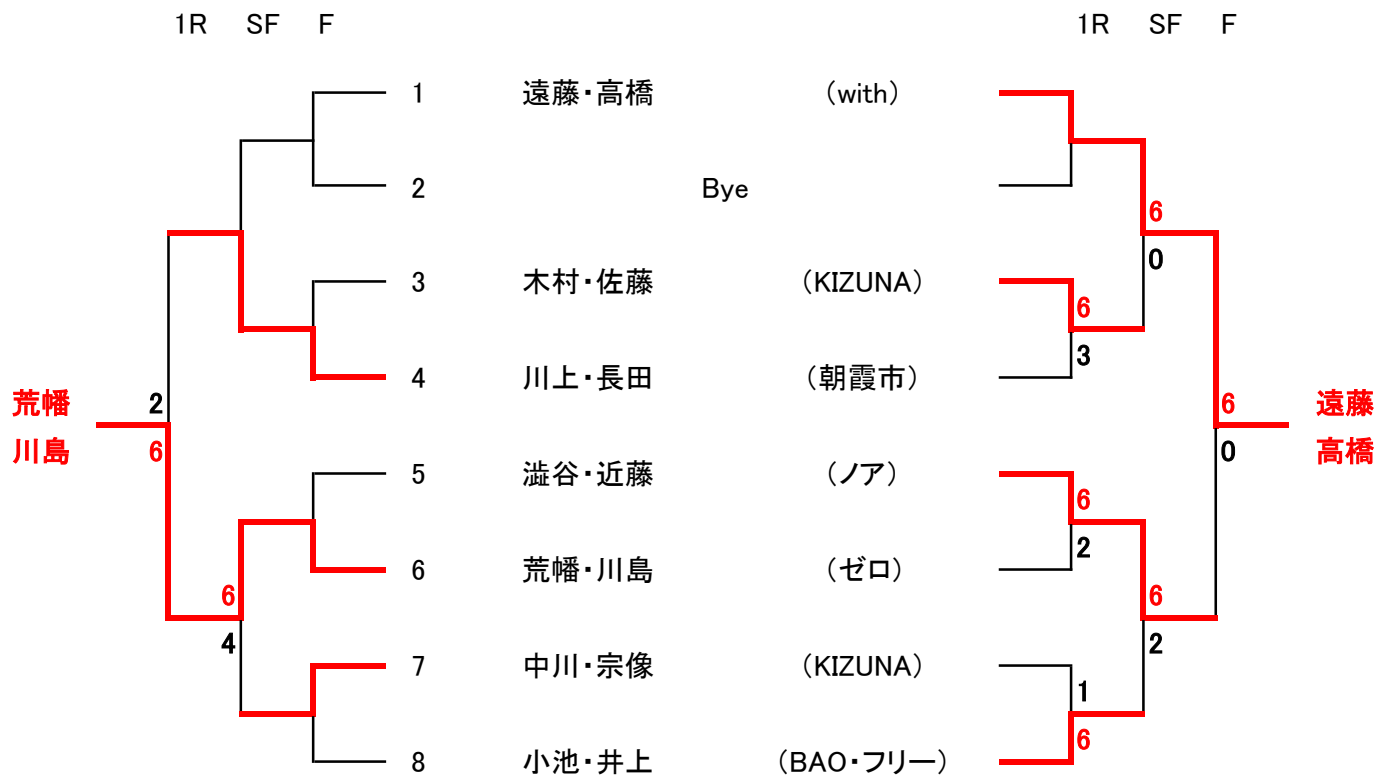 1R SF F 1R SF F
1 遠藤・高橋 (with)
2 Bye
6
0
3 木村・佐藤 (KIZUNA)
6
3
4 川上・長田 (朝霞市)
荒幡 2 6 遠藤
川島 6 0 高橋
5 澁谷・近藤 (ノア)
6
2
6 荒幡・川島 (ゼロ)
6 6
4 2
7 中川・宗像 (KIZUNA)
1
6
8 小池・井上 (BAO・フリー)